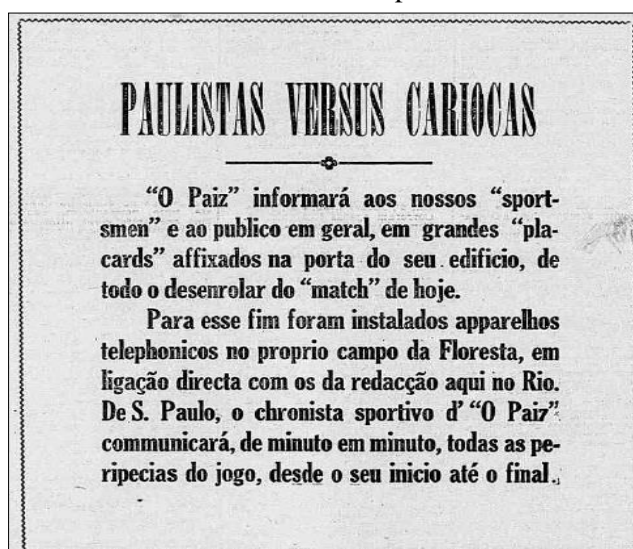 PAULISTAS VERSUS CARIOCAS
"O Paiz" informará aos nossos "sport-
smen" e ao publico em geral, em grandes "pla-
cards" affixados na porta do seu edificio, de
todo o desenrolar do "match" de hoje.
Para esse fim foram instalados apparelhos
telephonicos no proprio campo da Floresta, em
ligação directa com os da redacção aqui no Rio.
De S. Paulo, o chronista sportivo d' "O Paiz"
communicará, de minuto em minuto, todas as pe-
ripecias do jogo, desde o seu inicio até o final.